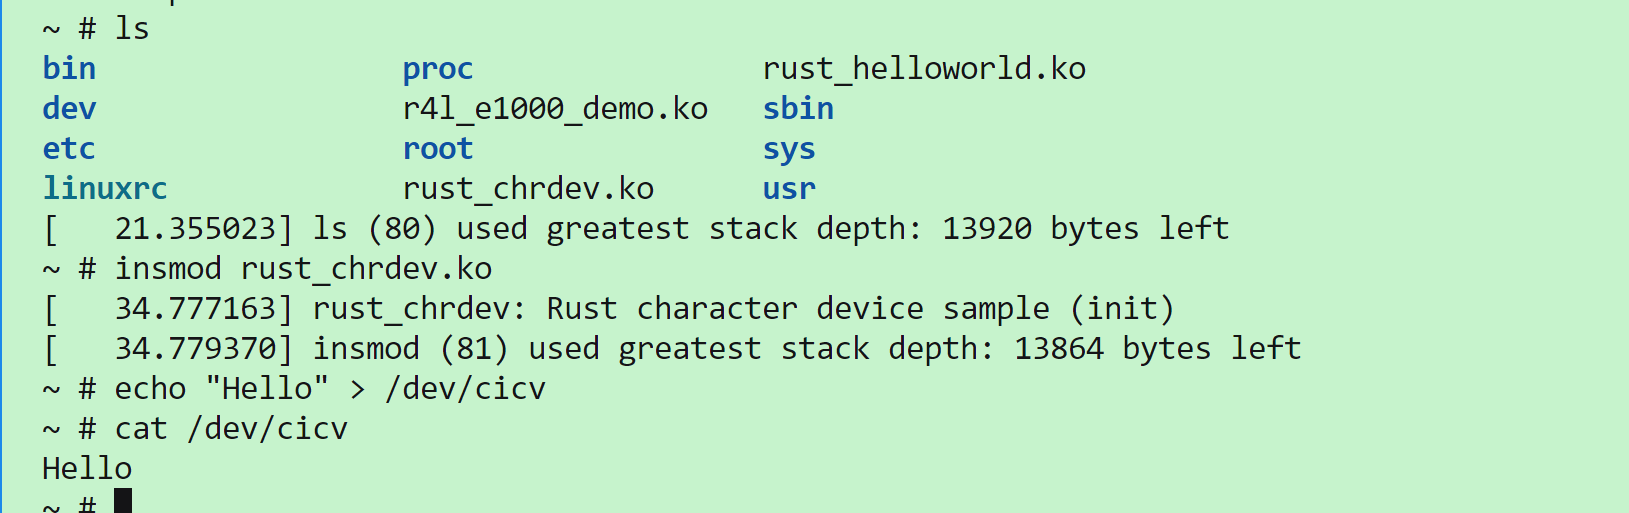 ~ # ls
bin proc rust_helloworld.ko
dev r4l_e1000_demo.ko sbin
etc root sys
linuxrc rust_chrdev.ko usr
[   21.355023] ls (80) used greatest stack depth: 13920 bytes left
~ # insmod rust_chrdev.ko
[   34.777163] rust_chrdev: Rust character device sample (init)
[   34.779370] insmod (81) used greatest stack depth: 13864 bytes left
~ # echo "Hello" > /dev/cicv
~ # cat /dev/cicv
Hello
~ #